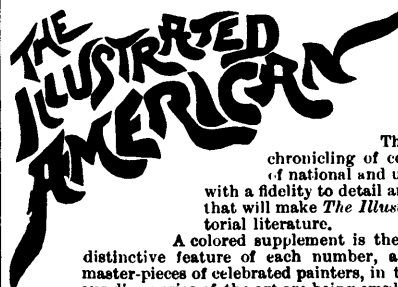 THE
ILLUSTRATED
AMERICAN
Th
chronicling of ce
of national and u
with a fidelity to detail a
that will make The Illus
torial literature.
A colored supplement is the
distinctive feature of each number, a
master-pieces of celebrated painters, in t